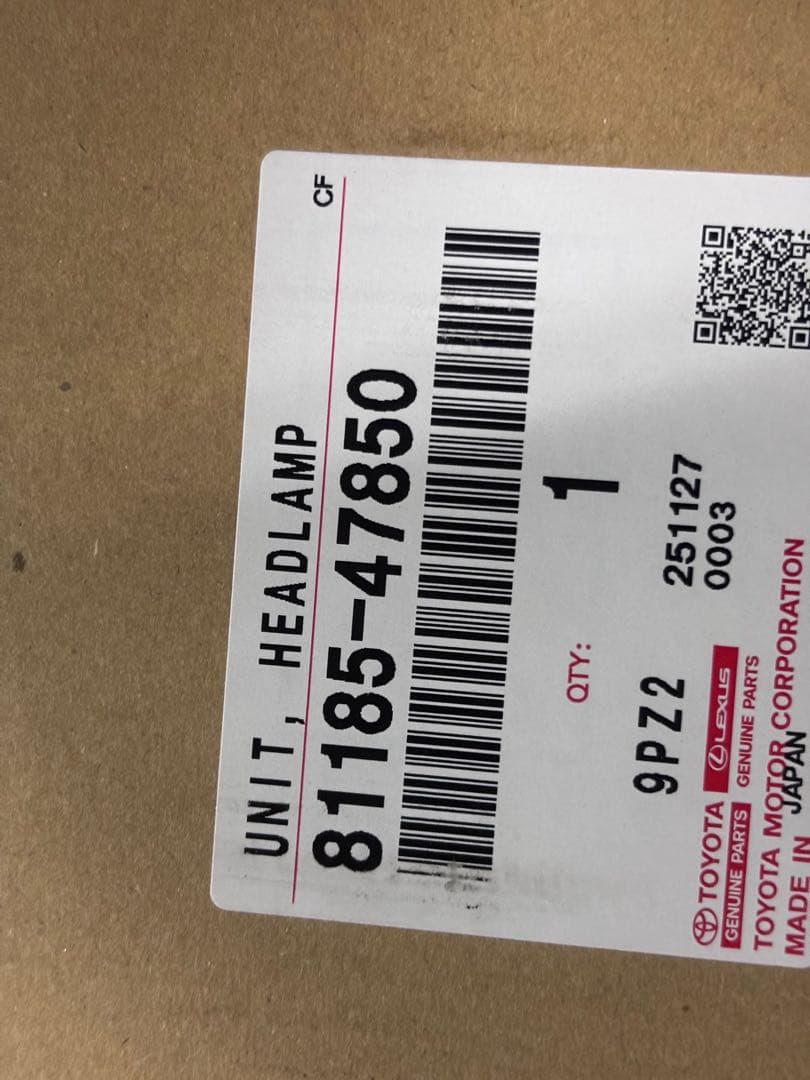 CF
UNIT, HEADLAMP
81185-47850
QTY: 1
9PZ2
251127
0003
TOYOTA
GENUINE PARTS
LEXUS
GENUINE PARTS
TOYOTA MOTOR CORPORATION
MADE IN JAPAN